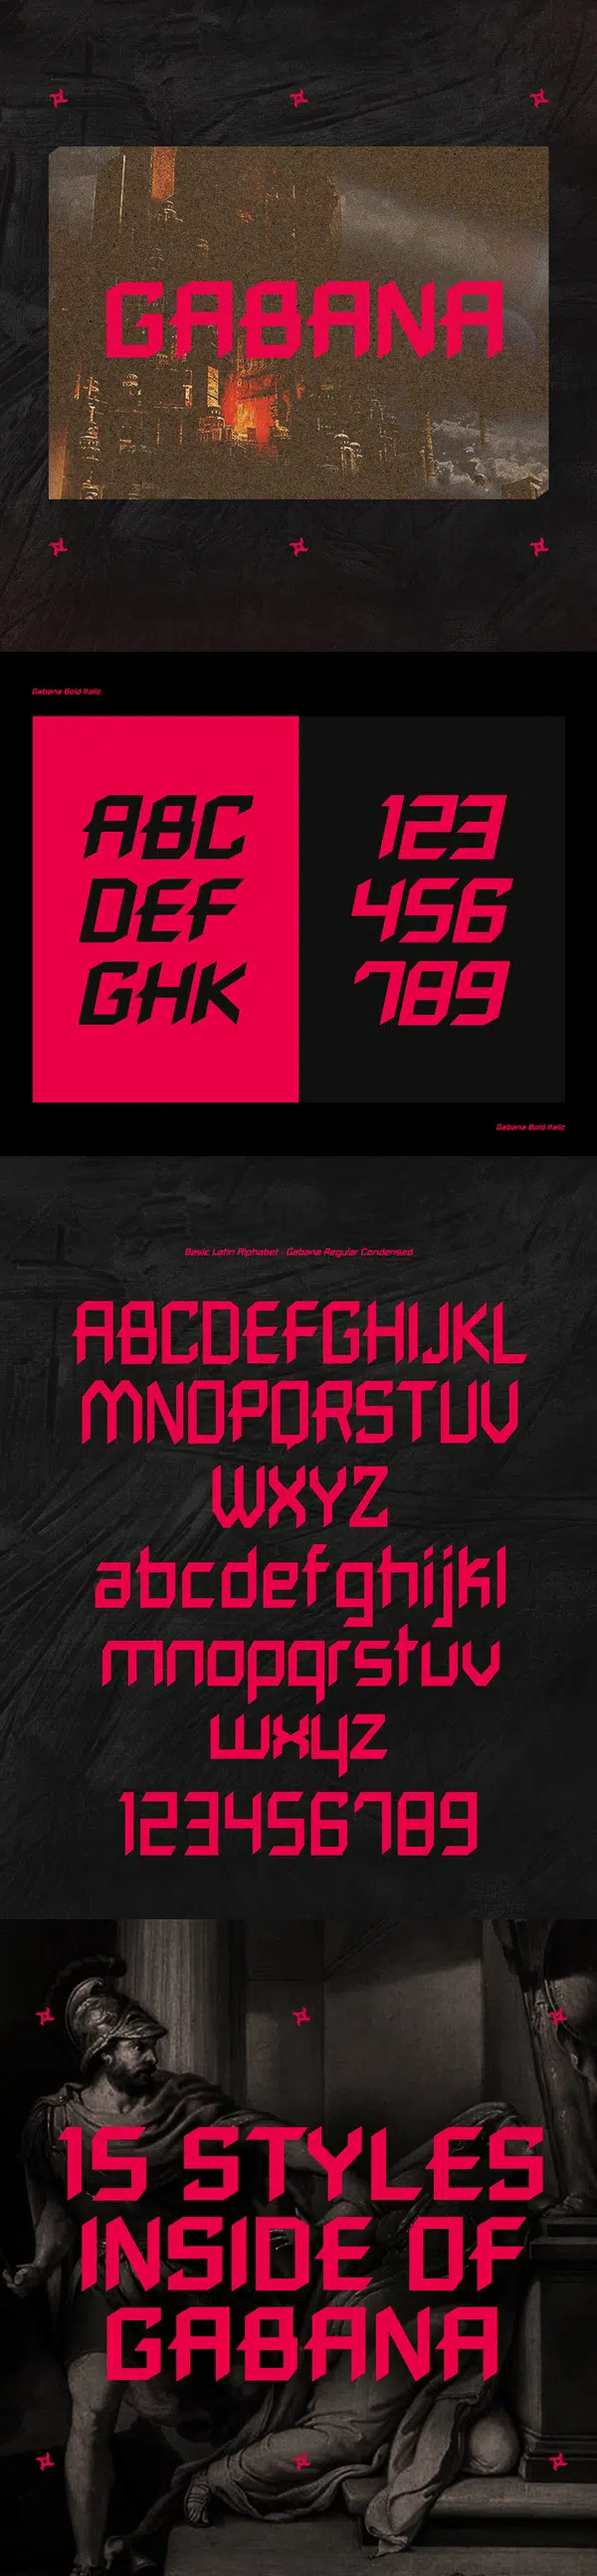 GABANA
Gabana Bold Italic
ABC
DEF
GHK
123
456
789
Gabana Bold Italic
Basic Latin Alphabet - Gabana Regular Condensed
ABCDEFGHIJKL
MNOPQRSTUV
WXYZ
abcdefghijkl
mnopqrstuv
wxyz
123456789
15 STYLES
INSIDE OF
GABANA